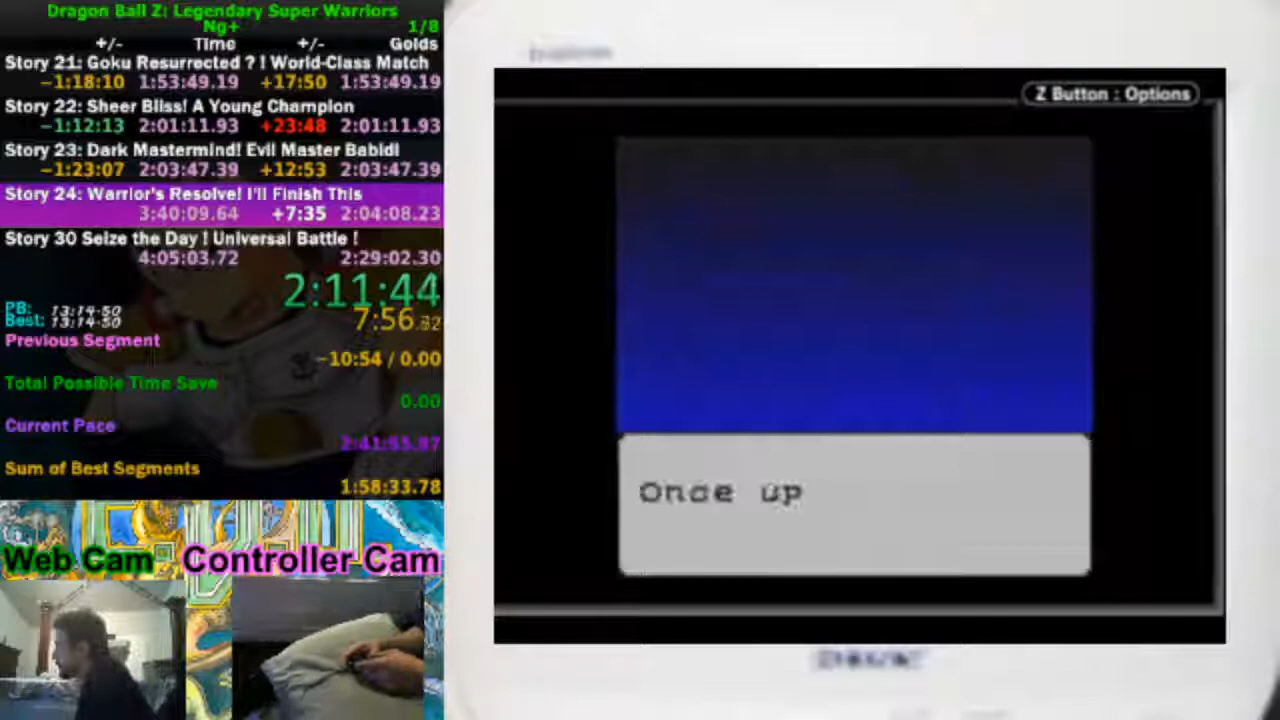 Dragon Ball Z: Legendary Super Warriors
Ng+ 1/8
+/- Time +/- Golds
Story 21: Goku Resurrected ? ! World-Class Match
-1:18:10 1:53:49.19 +17:50 1:53:49.19
Story 22: Sheer Bliss! A Young Champion
-1:12:13 2:01:11.93 +23:48 2:01:11.93
Story 23: Dark Mastermind! Evil Master Babidi
-1:23:07 2:03:47.39 +12:53 2:03:47.39
Story 24: Warrior's Resolve! I'll Finish This
3:40:09.64 +7:35 2:04:08.23
Story 30 Seize the Day ! Universal Battle !
4:05:03.72 2:29:02.30
2:11:44
PB: 13:14:50
7:56.32
Best: 13:14:50
Previous Segment
-10:54 / 0.00
Total Possible Time Save
0.00
Current Pace
2:41:55.97
Sum of Best Segments
1:58:33.78
Web Cam
Controller Cam
Z Button : Options
Once up